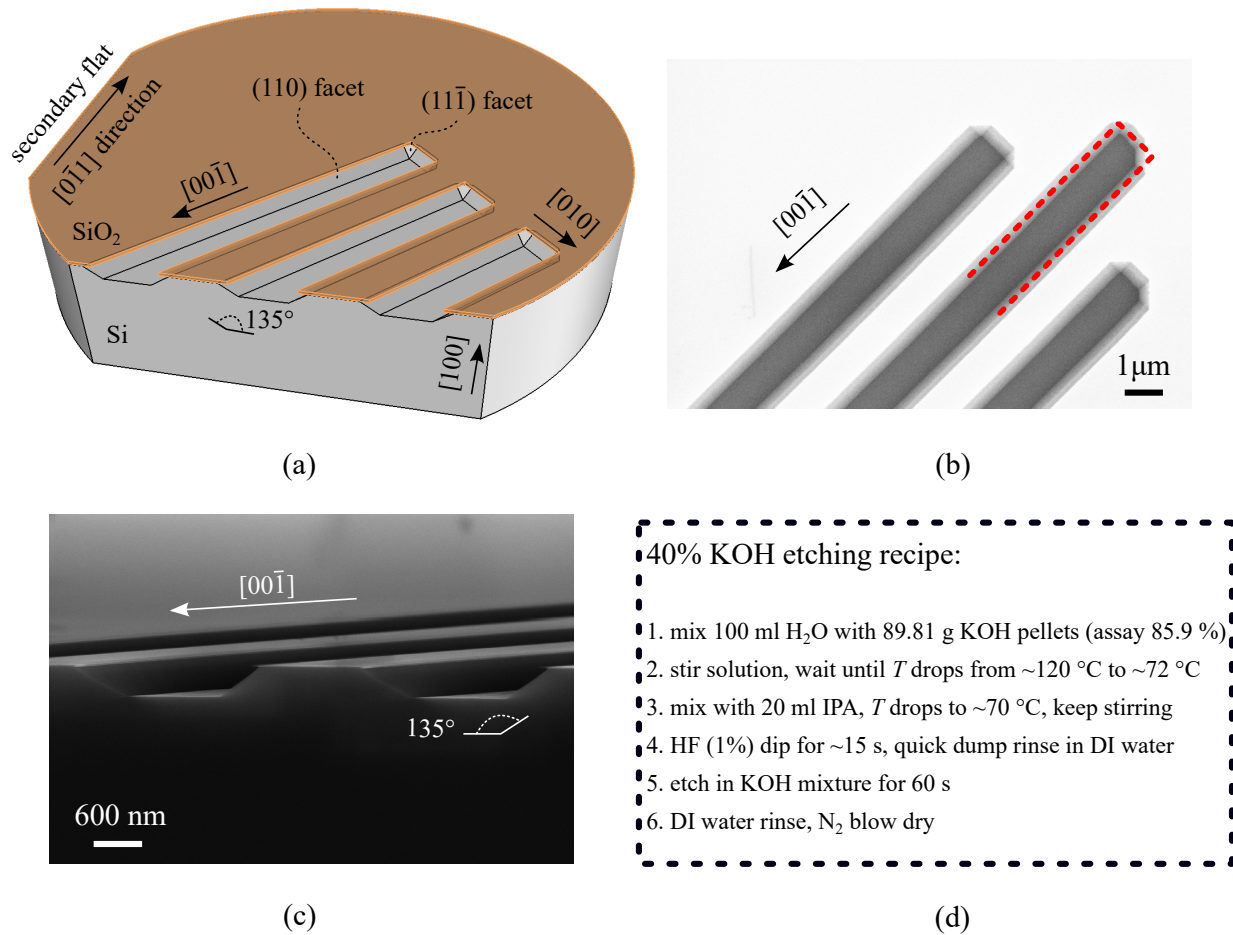 secondary flat
[01̄1] direction
(110) facet
(111̄) facet
[001̄]
[010]
SiO₂
Si
135°
[100]
(a)
[001̄]
1μm
(b)
[001̄]
135°
600 nm
(c)
40% KOH etching recipe:
1. mix 100 ml H₂O with 89.81 g KOH pellets (assay 85.9 %)
2. stir solution, wait until T drops from ~120 °C to ~72 °C
3. mix with 20 ml IPA, T drops to ~70 °C, keep stirring
4. HF (1%) dip for ~15 s, quick dump rinse in DI water
5. etch in KOH mixture for 60 s
6. DI water rinse, N₂ blow dry
(d)